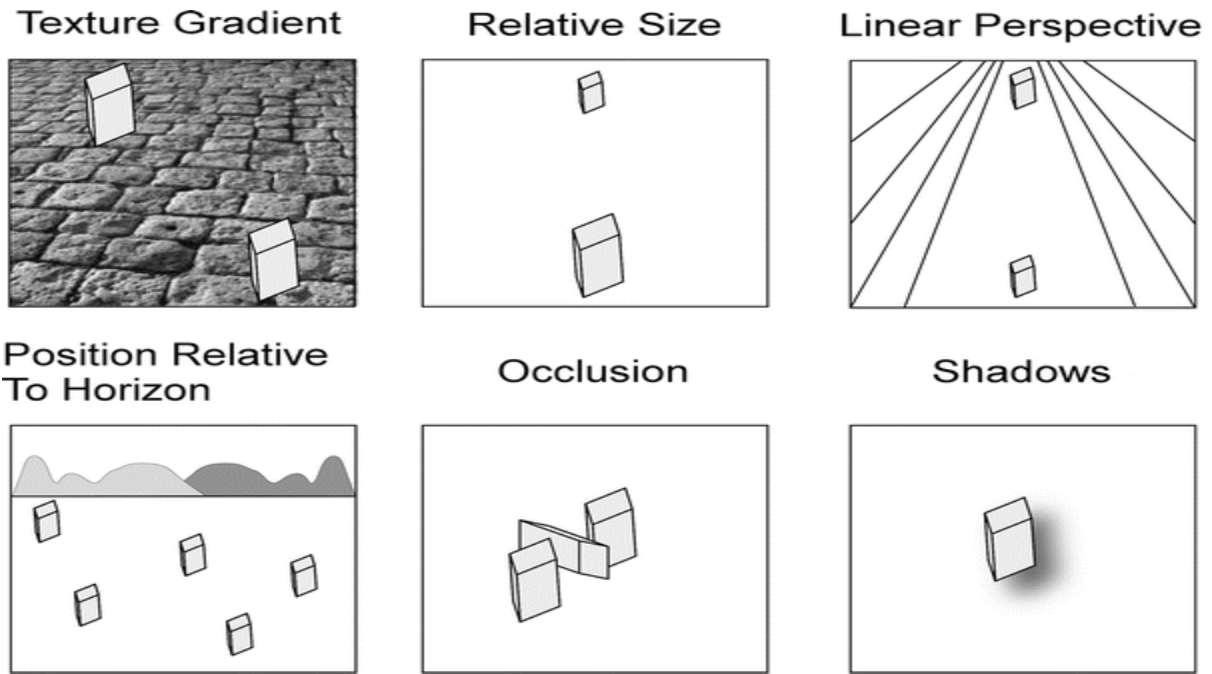 Texture Gradient
Relative Size
Linear Perspective
Position Relative
To Horizon
Occlusion
Shadows